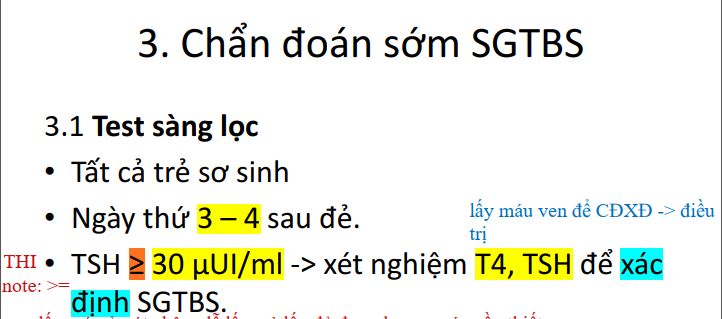 3. Chẩn đoán sớm SGTBS
3.1 Test sàng lọc
• Tất cả trẻ sơ sinh
• Ngày thứ 3 – 4 sau đẻ.
lấy máu ven để CĐXĐ -> điều
trị
THI
note: >=
• TSH ≥ 30 µUI/ml -> xét nghiệm T4, TSH để xác
định SGTBS.